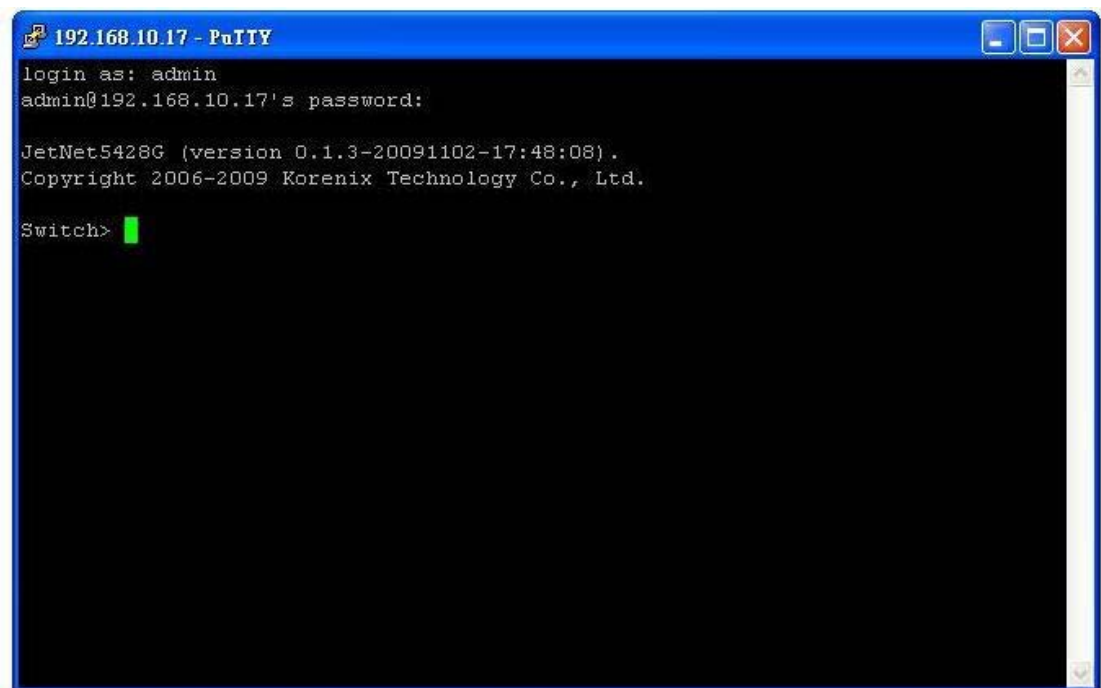 192.168.10.17 - PuTTY
login as: admin
admin@192.168.10.17's password:
JetNet5428G (version 0.1.3-20091102-17:48:08).
Copyright 2006-2009 Korenix Technology Co., Ltd.
Switch>